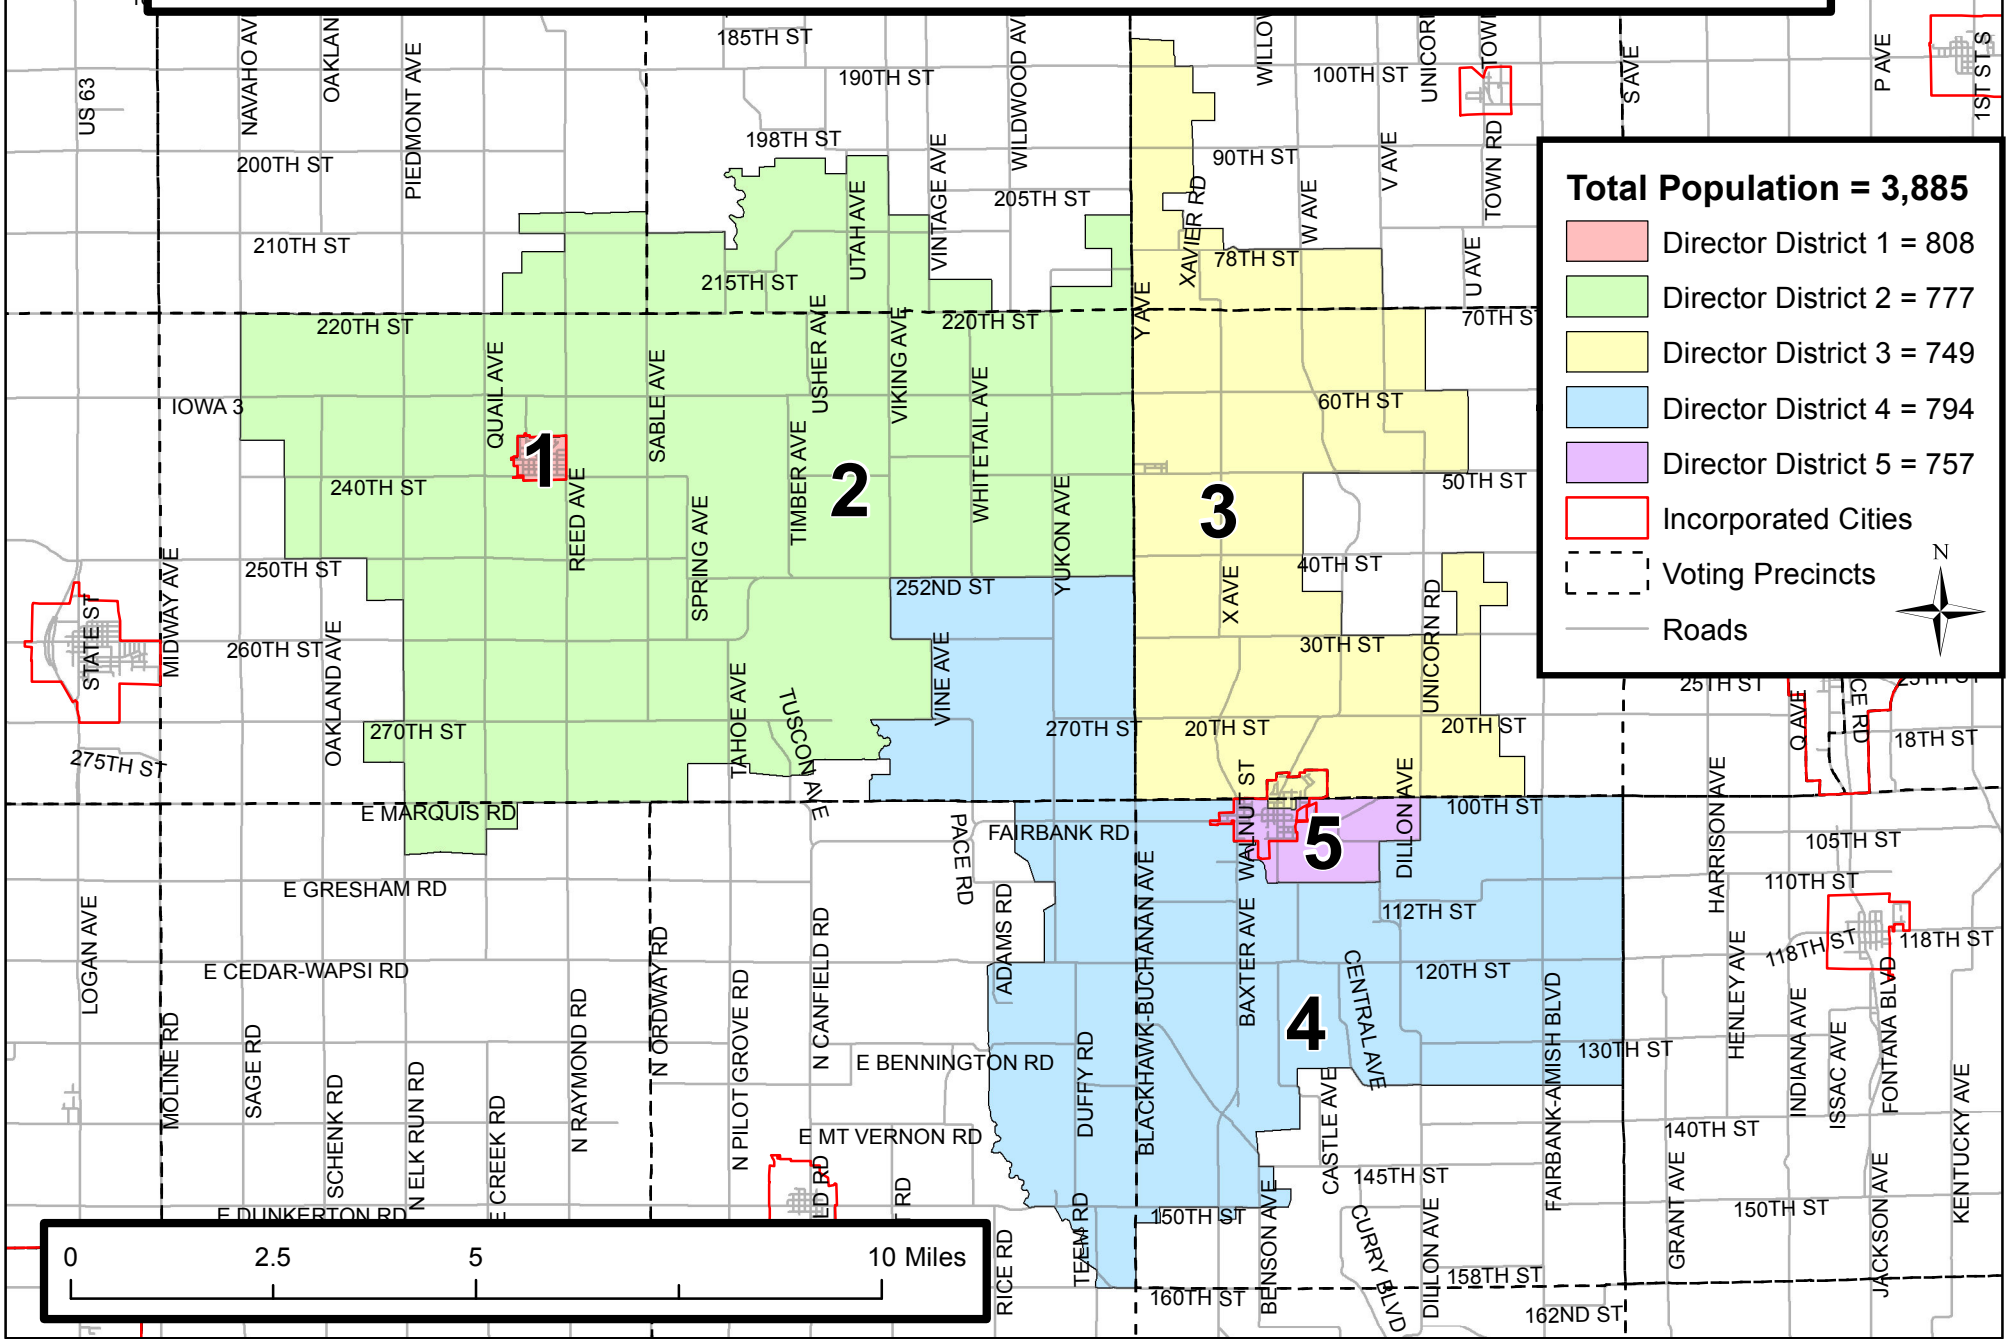 185TH ST
190TH ST
198TH ST
200TH ST
205TH ST
210TH ST
215TH ST
220TH ST
220TH ST
US 63
PIEDMONT AVE
UTAH AVE
VINTAGE AVE
100TH ST
90TH ST
78TH ST
70TH ST
XAVIER RD
W AVE
V AVE
TOWN RD
U AVE
S AVE
P AVE
1ST ST S
Y AVE
Total Population = 3,885
Director District 1 = 808
Director District 2 = 777
Director District 3 = 749
Director District 4 = 794
Director District 5 = 757
Incorporated Cities
Voting Precincts
Roads
N
IOWA 3
QUAIL AVE
SABLE AVE
USHER AVE
VIKING AVE
WHITETAIL AVE
TIMBER AVE
REED AVE
SPRING AVE
YUKON AVE
1
2
3
240TH ST
250TH ST
252ND ST
260TH ST
270TH ST
270TH ST
275TH ST
STATE ST
MIDWAY AVE
OAKLAND AVE
TAHOE AVE
TUSCON AVE
VINE AVE
60TH ST
50TH ST
40TH ST
30TH ST
20TH ST
20TH ST
X AVE
UNICORN RD
25TH ST
18TH ST
Q AVE
E MARQUIS RD
FAIRBANK RD
100TH ST
WALNUT ST
DILLON AVE
5
HARRISON AVE
105TH ST
110TH ST
112TH ST
118TH ST
118TH ST
120TH ST
E GRESHAM RD
E CEDAR-WAPSI RD
LOGAN AVE
PACE RD
ADAMS RD
BLACKHAWK-BUCHANAN AVE
BAXTER AVE
CENTRAL AVE
4
MOLINE RD
SAGE RD
SCHENK RD
N ELK RUN RD
E CREEK RD
N RAYMOND RD
N ORDWAY RD
N PILOT GROVE RD
N CANFIELD RD
E BENNINGTON RD
E MT VERNON RD
DUFFY RD
130TH ST
140TH ST
145TH ST
150TH ST
150TH ST
158TH ST
160TH ST
162ND ST
FAIRBANK-AMISH BLVD
HENLEY AVE
INDIANA AVE
ISSAC AVE
FONTANA BLVD
KENTUCKY AVE
GRANT AVE
JACKSON AVE
CASTLE AVE
BENSON AVE
CURRY BLVD
DILLON AVE
TEEM RD
RICE RD
E DUNKERTON RD
0 2.5 5 10 Miles